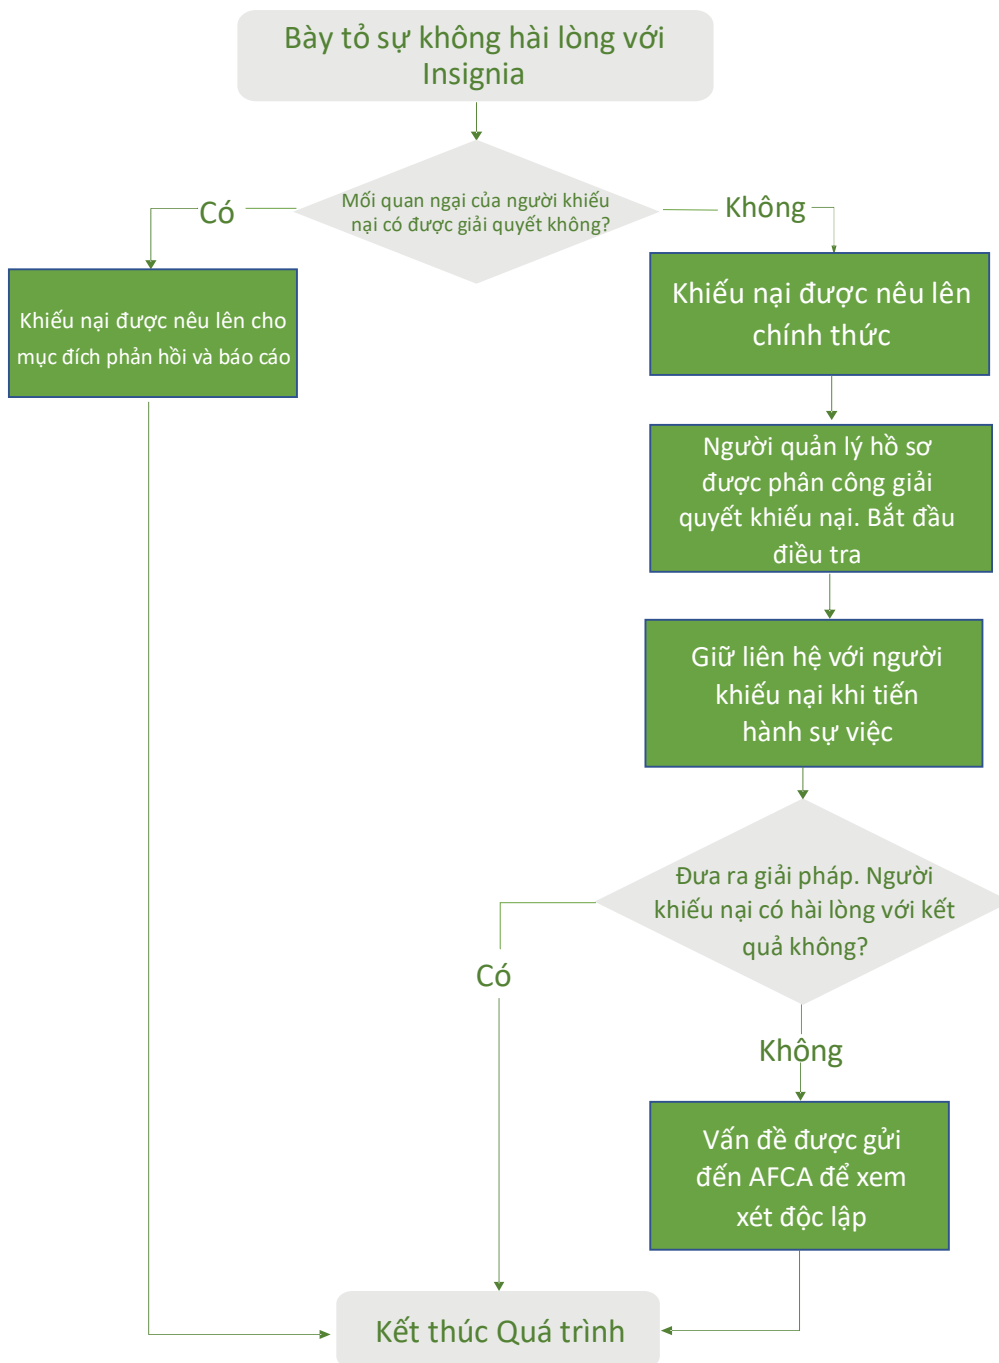 Bày tỏ sự không hài lòng với
Insignia
Mối quan ngại của người khiếu
nại có được giải quyết không?
Có
Không
Khiếu nại được nêu lên cho
mục đích phản hồi và báo cáo
Khiếu nại được nêu lên
chính thức
Người quản lý hồ sơ
được phân công giải
quyết khiếu nại. Bắt đầu
điều tra
Giữ liên hệ với người
khiếu nại khi tiến
hành sự việc
Đưa ra giải pháp. Người
khiếu nại có hài lòng với kết
quả không?
Có
Không
Vấn đề được gửi
đến AFCA để xem
xét độc lập
Kết thúc Quá trình